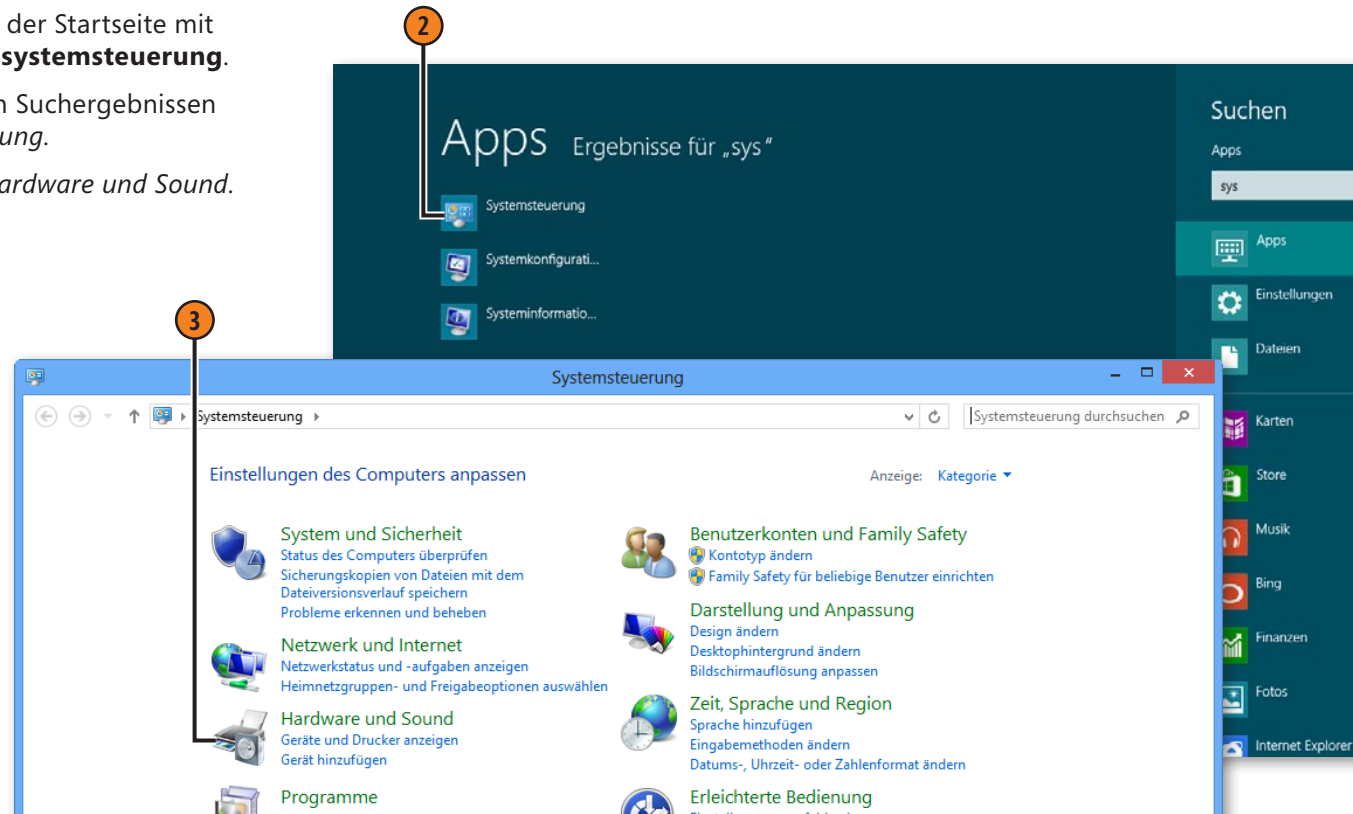 der Startseite mit
systemsteuerung.
Suchergebnissen
ung.
ardware und Sound.
2
Apps Ergebnisse für „sys“
Systemsteuerung
Systemkonfigurati...
Systeminformatio...
Suchen
Apps
sys
Apps
Einstellungen
Dateien
Karten
Store
Musik
Bing
Finanzen
Fotos
Internet Explorer
3
Systemsteuerung
Systemsteuerung
Systemsteuerung durchsuchen
Einstellungen des Computers anpassen
Anzeige: Kategorie
System und Sicherheit
Status des Computers überprüfen
Sicherungskopien von Dateien mit dem
Dateiversionsverlauf speichern
Probleme erkennen und beheben
Netzwerk und Internet
Netzwerkstatus und -aufgaben anzeigen
Heimnetzgruppen- und Freigabeoptionen auswählen
Hardware und Sound
Geräte und Drucker anzeigen
Gerät hinzufügen
Programme
Benutzerkonten und Family Safety
Kontotyp ändern
Family Safety für beliebige Benutzer einrichten
Darstellung und Anpassung
Design ändern
Desktophintergrund ändern
Bildschirmauflösung anpassen
Zeit, Sprache und Region
Sprache hinzufügen
Eingabemethoden ändern
Datums-, Uhrzeit- oder Zahlenformat ändern
Erleichterte Bedienung